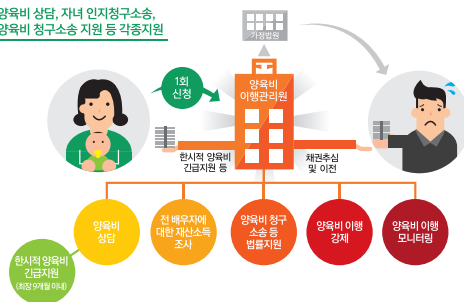 양육비 상담, 자녀 인지청구소송,
양육비 청구소송 지원 등 각종지원
가정법원
1회
신청
양육비
이행관리원
한시적 양육비
긴급지원 등
채권추심
및 이전
양육비
상담
전 배우자에
대한 재산소득
조사
양육비 청구
소송 등
법률지원
양육비 이행
강제
양육비 이행
모니터링
한시적 양육비
긴급지원
(최장 9개월 이내)